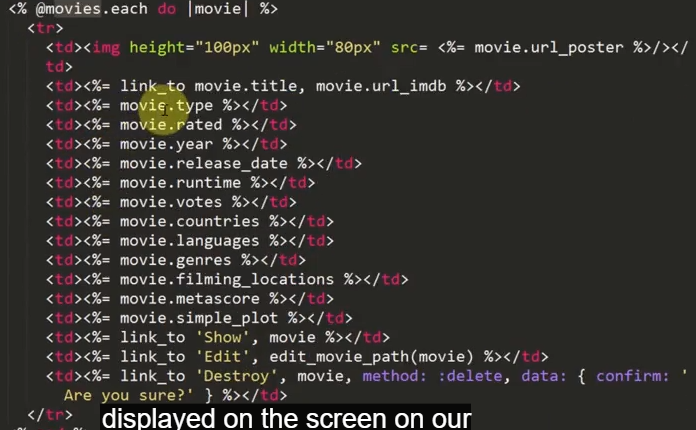 <% @movies.each do |movie| %>
<tr>
<td><img height="100px" width="80px" src= <%= movie.url_poster %>/></
td>
<td><%= link_to movie.title, movie.url_imdb %></td>
<td><%= movie.type %></td>
<td><%= movie.rated %></td>
<td><%= movie.year %></td>
<td><%= movie.release_date %></td>
<td><%= movie.runtime %></td>
<td><%= movie.votes %></td>
<td><%= movie.countries %></td>
<td><%= movie.languages %></td>
<td><%= movie.genres %></td>
<td><%= movie.filming_locations %></td>
<td><%= movie.metascore %></td>
<td><%= movie.simple_plot %></td>
<td><%= link_to 'Show', movie %></td>
<td><%= link_to 'Edit', edit_movie_path(movie) %></td>
<td><%= link_to 'Destroy', movie, method: :delete, data: { confirm: '
Are you sure?' } %></td>
</tr>
displayed on the screen on our